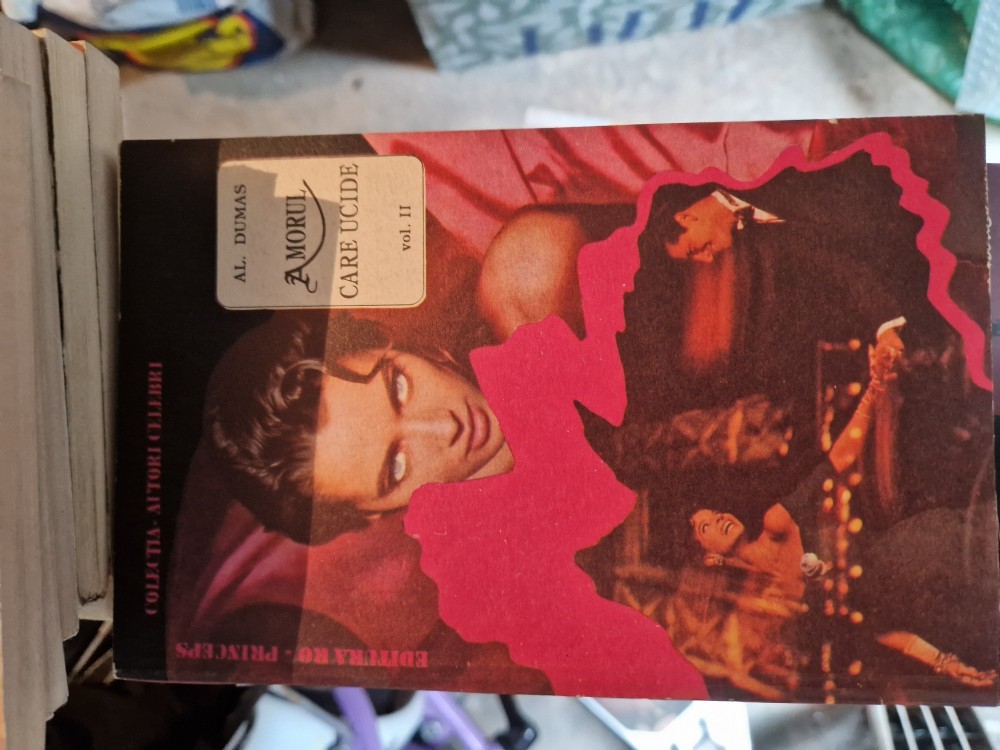 COLECTIA - AUTORI CELEBRI
AL. DUMAS
AMORUL
CARE UCIDE
vol. II
EDITURA RO - PRINCEPS